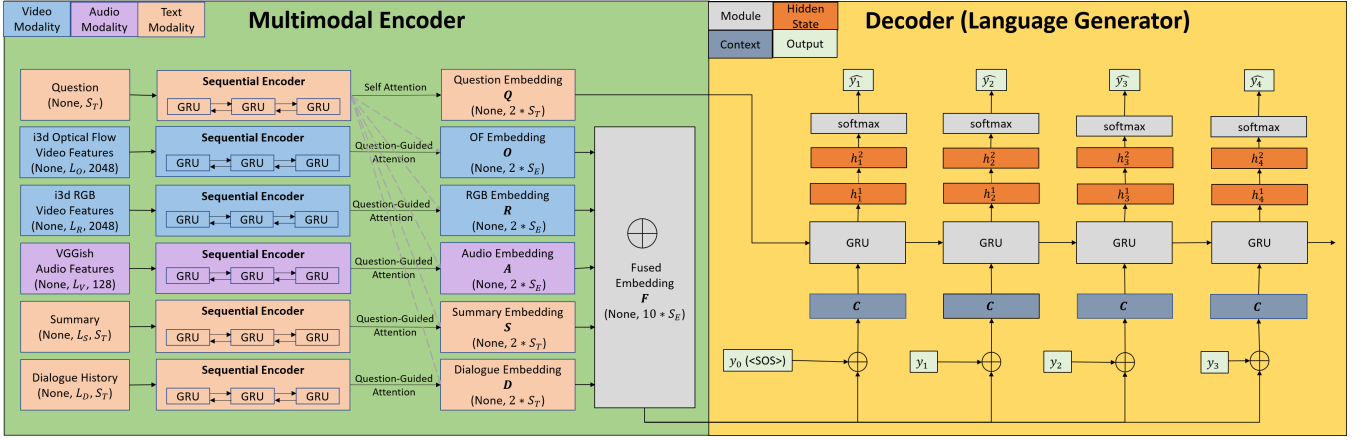 Video
Modality
Audio
Modality
Text
Modality
Multimodal Encoder
Question
(None, S_T)
Sequential Encoder
GRU GRU GRU
Self Attention
Question Embedding
Q
(None, 2 ∗ S_T)
i3d Optical Flow
Video Features
(None, L_O, 2048)
Sequential Encoder
GRU GRU GRU
Question-Guided
Attention
OF Embedding
O
(None, 2 ∗ S_E)
i3d RGB
Video Features
(None, L_R, 2048)
Sequential Encoder
GRU GRU GRU
Question-Guided
Attention
RGB Embedding
R
(None, 2 ∗ S_E)
VGGish
Audio Features
(None, L_V, 128)
Sequential Encoder
GRU GRU GRU
Question-Guided
Attention
Audio Embedding
A
(None, 2 ∗ S_E)
Summary
(None, L_S, S_T)
Sequential Encoder
GRU GRU GRU
Question-Guided
Attention
Summary Embedding
S
(None, 2 ∗ S_T)
Dialogue History
(None, L_D, S_T)
Sequential Encoder
GRU GRU GRU
Question-Guided
Attention
Dialogue Embedding
D
(None, 2 ∗ S_T)
Fused
Embedding
F
(None, 10 ∗ S_E)
Module
Hidden
State
Context
Output
Decoder (Language Generator)
ŷ_1 ŷ_2 ŷ_3 ŷ_4
softmax softmax softmax softmax
h_1^2 h_2^2 h_3^2 h_4^2
h_1^1 h_2^1 h_3^1 h_4^1
GRU GRU GRU GRU
C C C C
y_0 (<SOS>) y_1 y_2 y_3